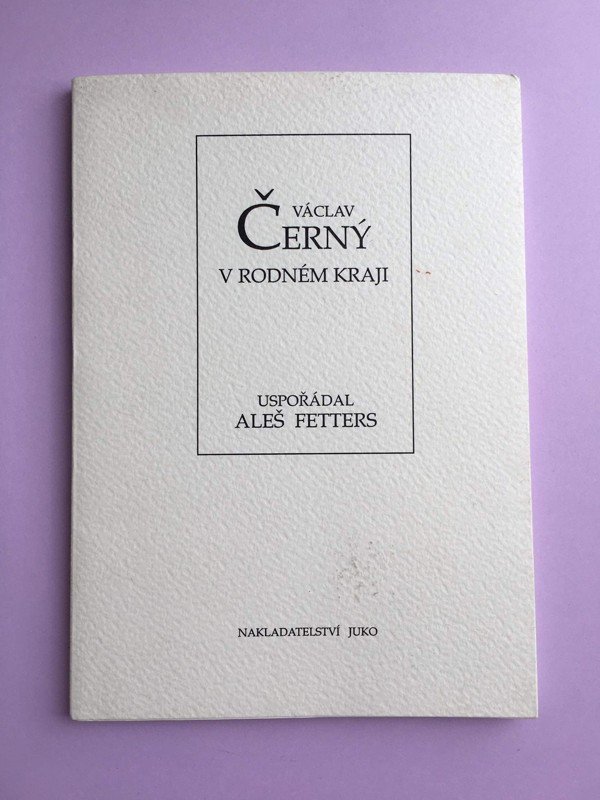 VÁCLAV
ČERNÝ
V RODNÉM KRAJI
USPOŘÁDAL
ALEŠ FETTERS
NAKLADATELSTVÍ JUKO